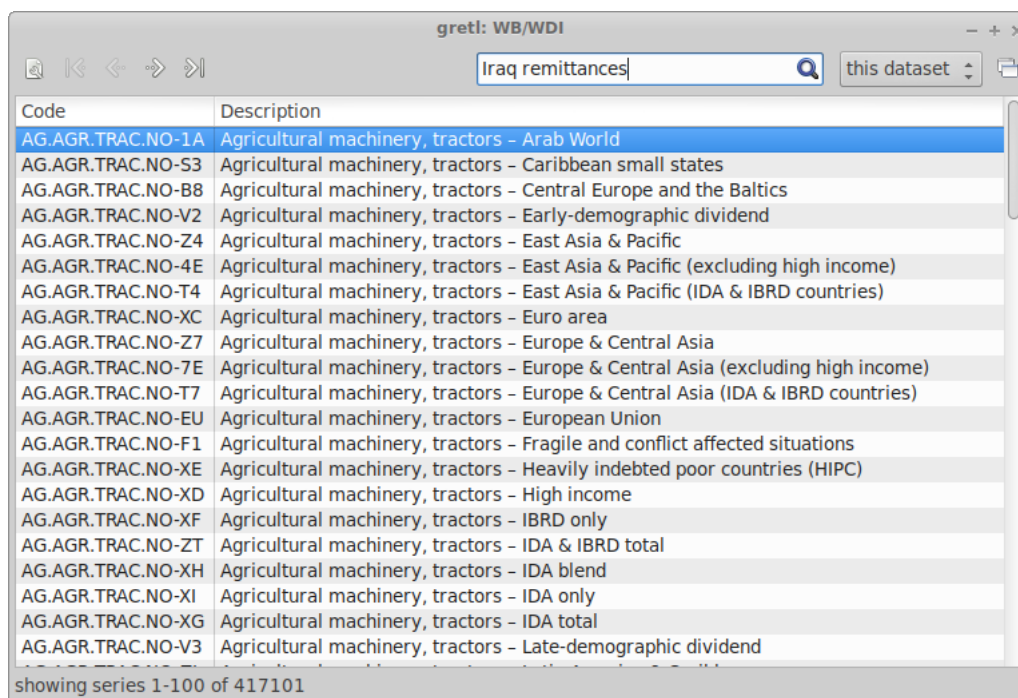 gretl: WB/WDI
Iraq remittances
this dataset
Code Description
AG.AGR.TRAC.NO-1A Agricultural machinery, tractors – Arab World
AG.AGR.TRAC.NO-S3 Agricultural machinery, tractors – Caribbean small states
AG.AGR.TRAC.NO-B8 Agricultural machinery, tractors – Central Europe and the Baltics
AG.AGR.TRAC.NO-V2 Agricultural machinery, tractors – Early-demographic dividend
AG.AGR.TRAC.NO-Z4 Agricultural machinery, tractors – East Asia & Pacific
AG.AGR.TRAC.NO-4E Agricultural machinery, tractors – East Asia & Pacific (excluding high income)
AG.AGR.TRAC.NO-T4 Agricultural machinery, tractors – East Asia & Pacific (IDA & IBRD countries)
AG.AGR.TRAC.NO-XC Agricultural machinery, tractors – Euro area
AG.AGR.TRAC.NO-Z7 Agricultural machinery, tractors – Europe & Central Asia
AG.AGR.TRAC.NO-7E Agricultural machinery, tractors – Europe & Central Asia (excluding high income)
AG.AGR.TRAC.NO-T7 Agricultural machinery, tractors – Europe & Central Asia (IDA & IBRD countries)
AG.AGR.TRAC.NO-EU Agricultural machinery, tractors – European Union
AG.AGR.TRAC.NO-F1 Agricultural machinery, tractors – Fragile and conflict affected situations
AG.AGR.TRAC.NO-XE Agricultural machinery, tractors – Heavily indebted poor countries (HIPC)
AG.AGR.TRAC.NO-XD Agricultural machinery, tractors – High income
AG.AGR.TRAC.NO-XF Agricultural machinery, tractors – IBRD only
AG.AGR.TRAC.NO-ZT Agricultural machinery, tractors – IDA & IBRD total
AG.AGR.TRAC.NO-XH Agricultural machinery, tractors – IDA blend
AG.AGR.TRAC.NO-XI Agricultural machinery, tractors – IDA only
AG.AGR.TRAC.NO-XG Agricultural machinery, tractors – IDA total
AG.AGR.TRAC.NO-V3 Agricultural machinery, tractors – Late-demographic dividend
showing series 1-100 of 417101